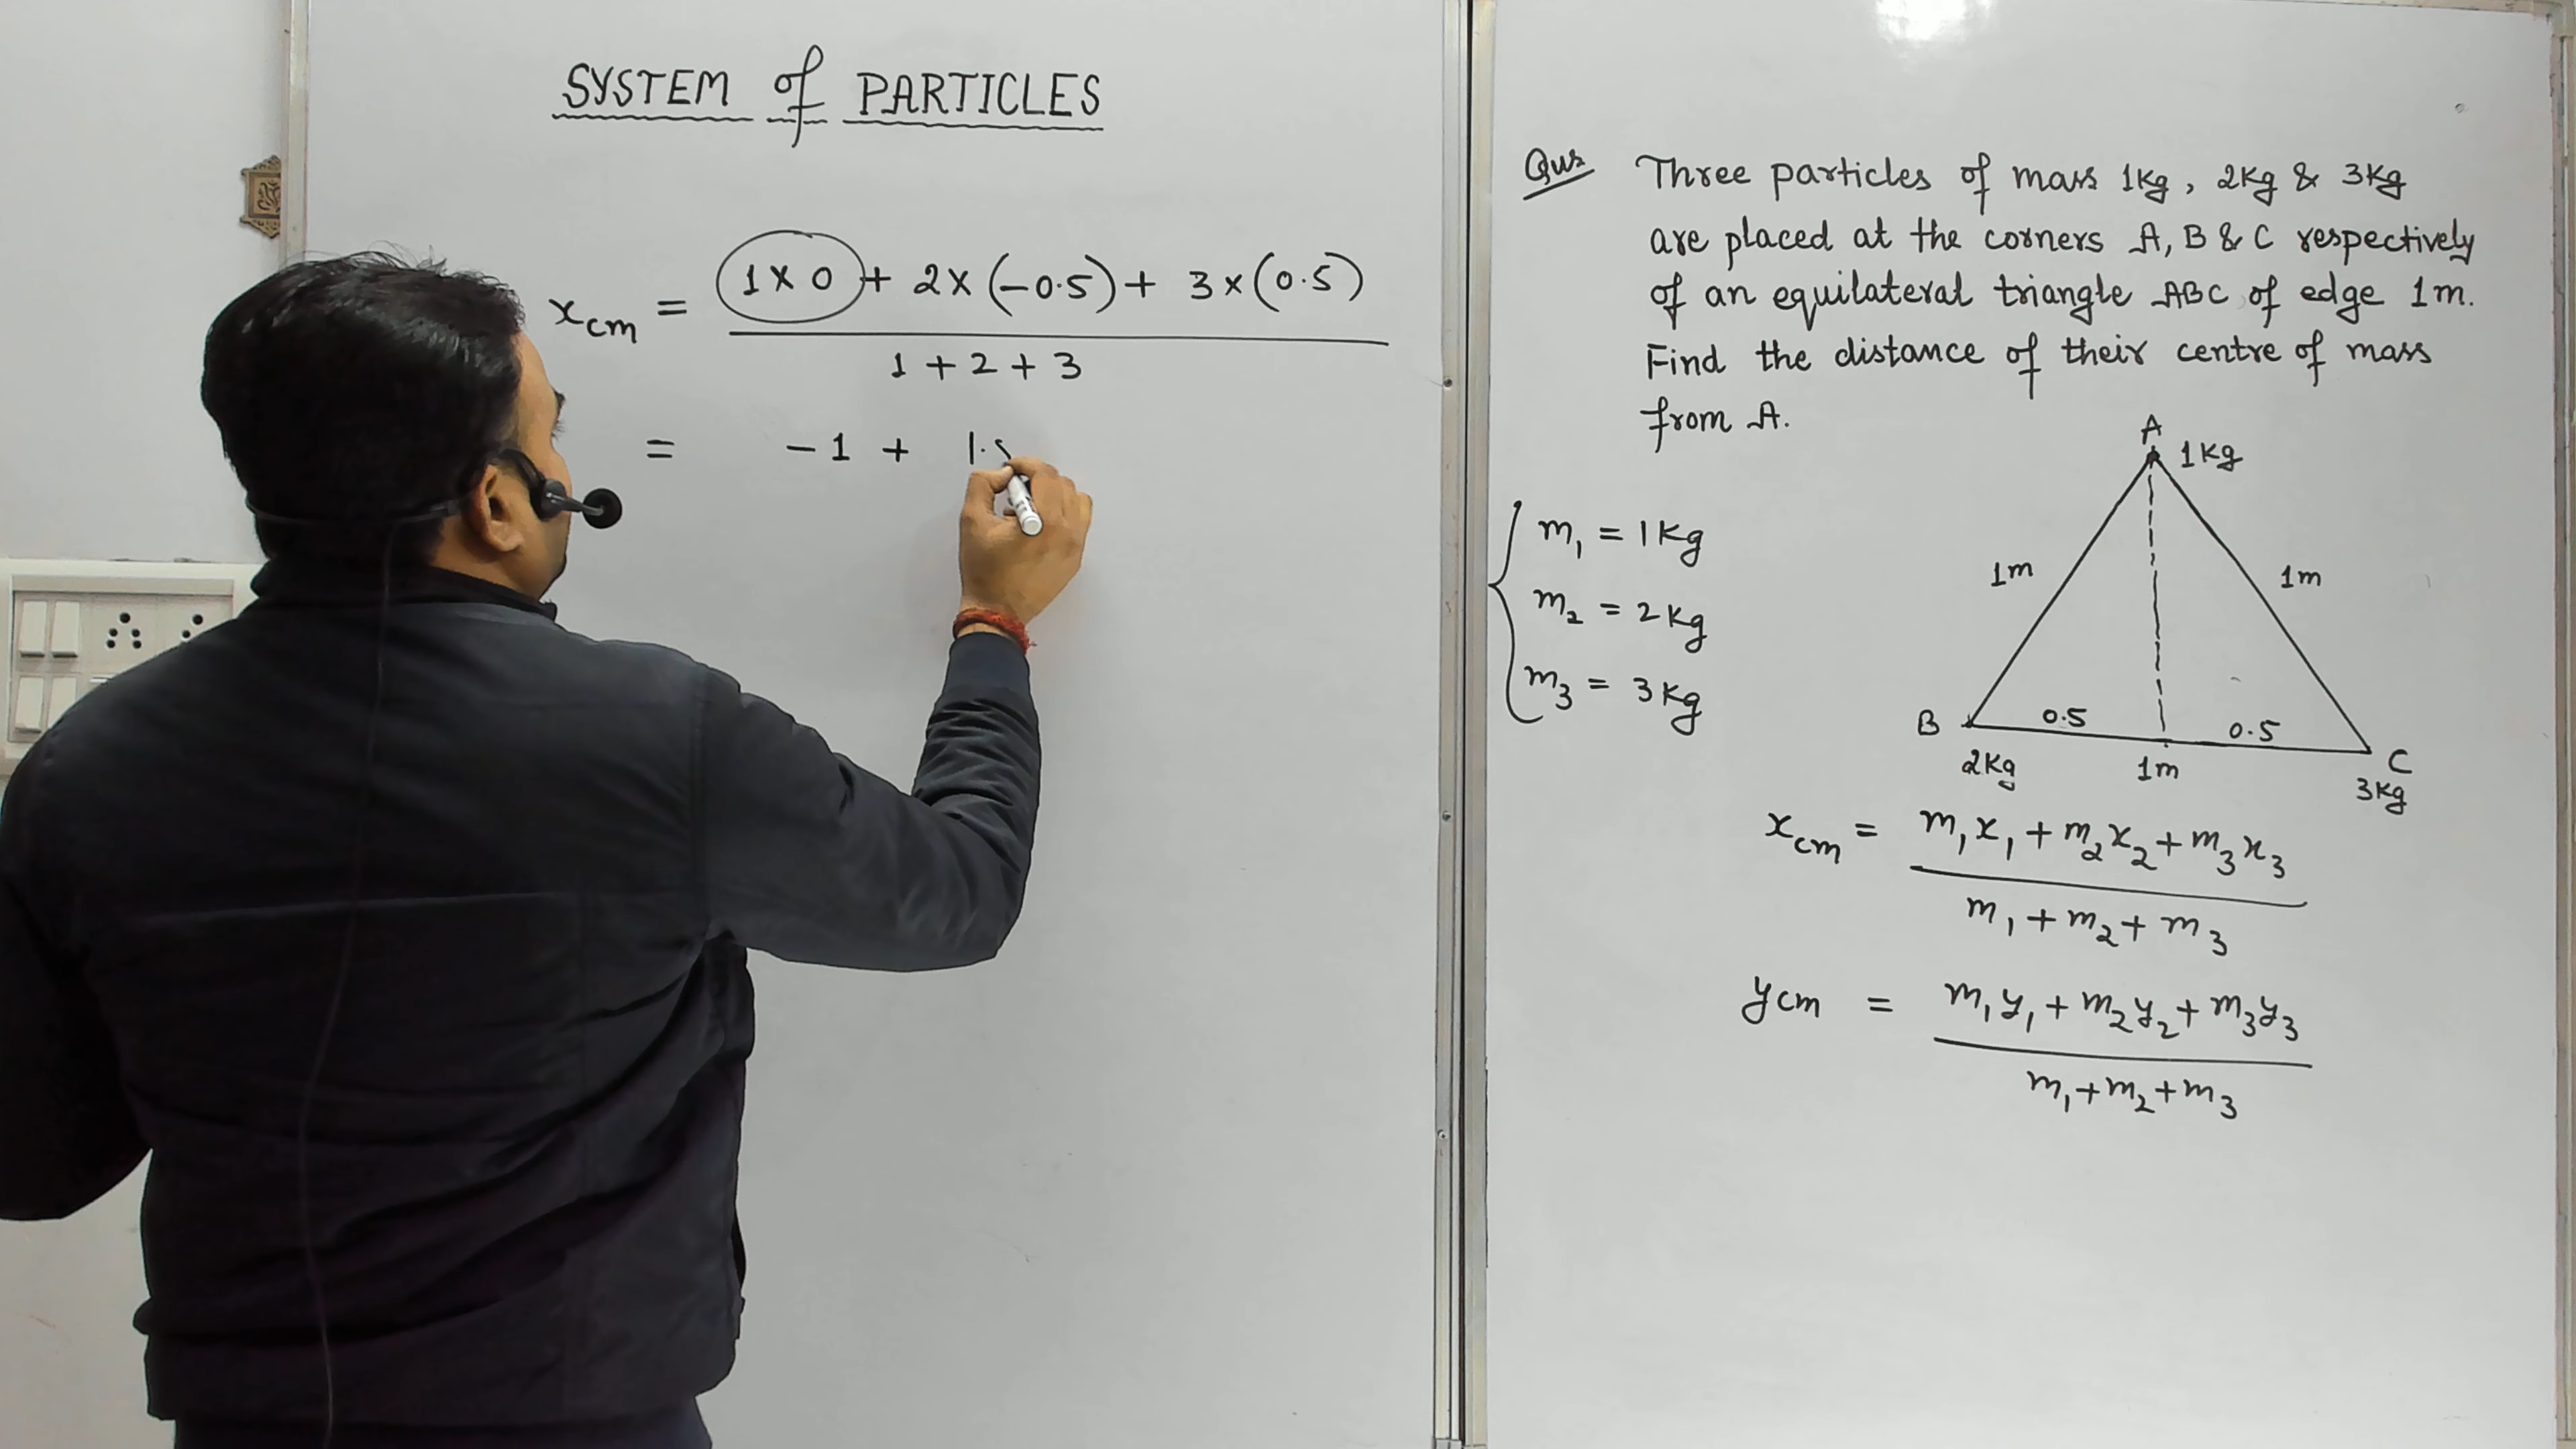 SYSTEM of PARTICLES
x_cm = (1 × 0) + 2 × (-0.5) + 3 × (0.5)
1 + 2 + 3
= -1 + 1.5
Qus Three particles of mass 1Kg, 2Kg & 3Kg
are placed at the corners A, B & C respectively
of an equilateral triangle ABC of edge 1m.
Find the distance of their centre of mass
from A.
A
1Kg
m₁ = 1Kg
m₂ = 2Kg
m₃ = 3Kg
1m 1m
B 0.5 0.5 C
2Kg 1m 3Kg
x_cm = m₁x₁ + m₂x₂ + m₃x₃
m₁ + m₂ + m₃
y_cm = m₁y₁ + m₂y₂ + m₃y₃
m₁ + m₂ + m₃